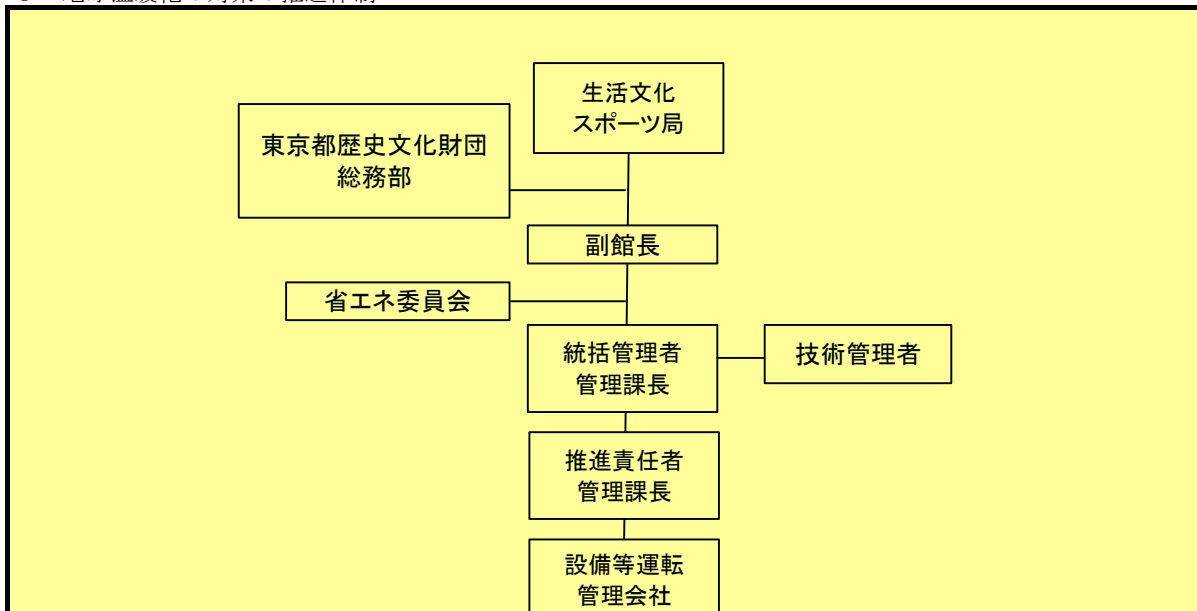 生活文化
スポーツ局
東京都歴史文化財団
総務部
副館長
省エネ委員会
統括管理者
管理課長
技術管理者
推進責任者
管理課長
設備等運転
管理会社